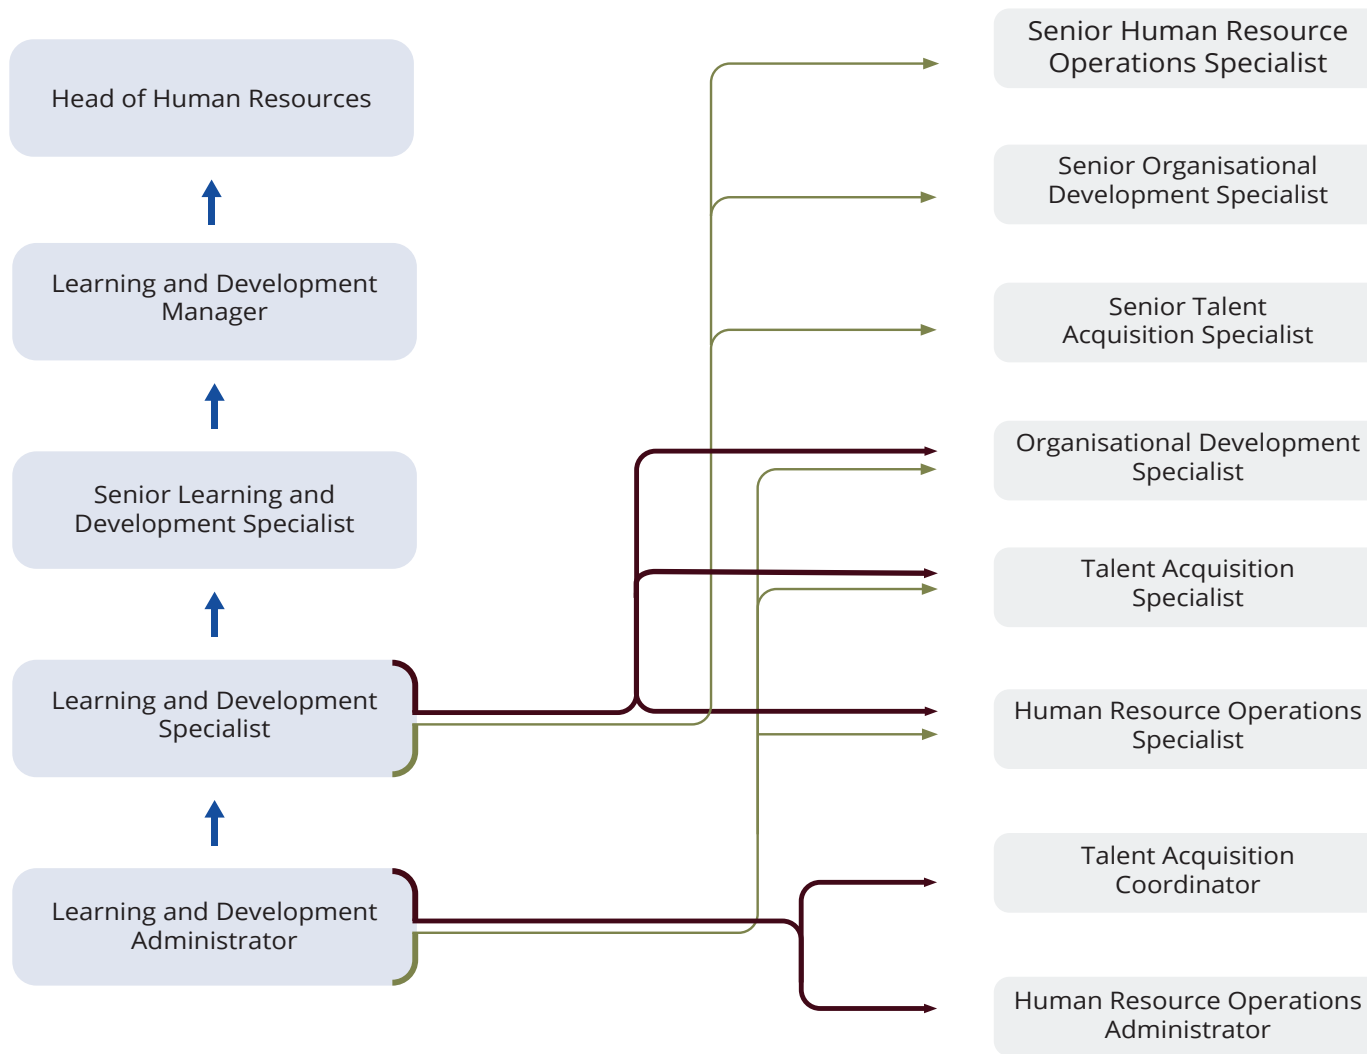 Head of Human Resources
Learning and Development
Manager
Senior Learning and
Development Specialist
Learning and Development
Specialist
Learning and Development
Administrator
Senior Human Resource
Operations Specialist
Senior Organisational
Development Specialist
Senior Talent
Acquisition Specialist
Organisational Development
Specialist
Talent Acquisition
Specialist
Human Resource Operations
Specialist
Talent Acquisition
Coordinator
Human Resource Operations
Administrator